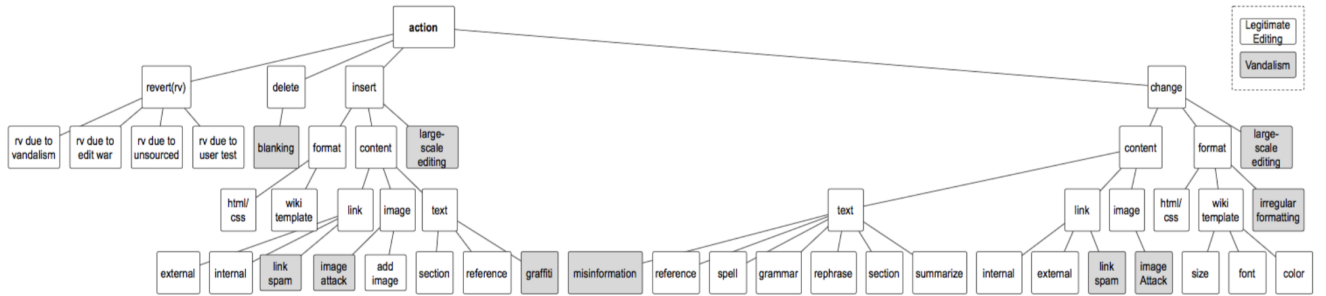 action
Legitimate
Editing
Vandalism
revert(rv)
delete
insert
change
rv due to
vandalism
rv due to
edit war
rv due to
unsourced
rv due to
user test
blanking
format
content
large-
scale
editing
content
format
large-
scale
editing
html/
css
wiki
template
link
image
text
text
link
image
html/
css
wiki
template
irregular
formatting
external
internal
link
spam
image
attack
add
image
section
reference
graffiti
misinformation
reference
spell
grammar
rephrase
section
summarize
internal
external
link
spam
image
Attack
size
font
color